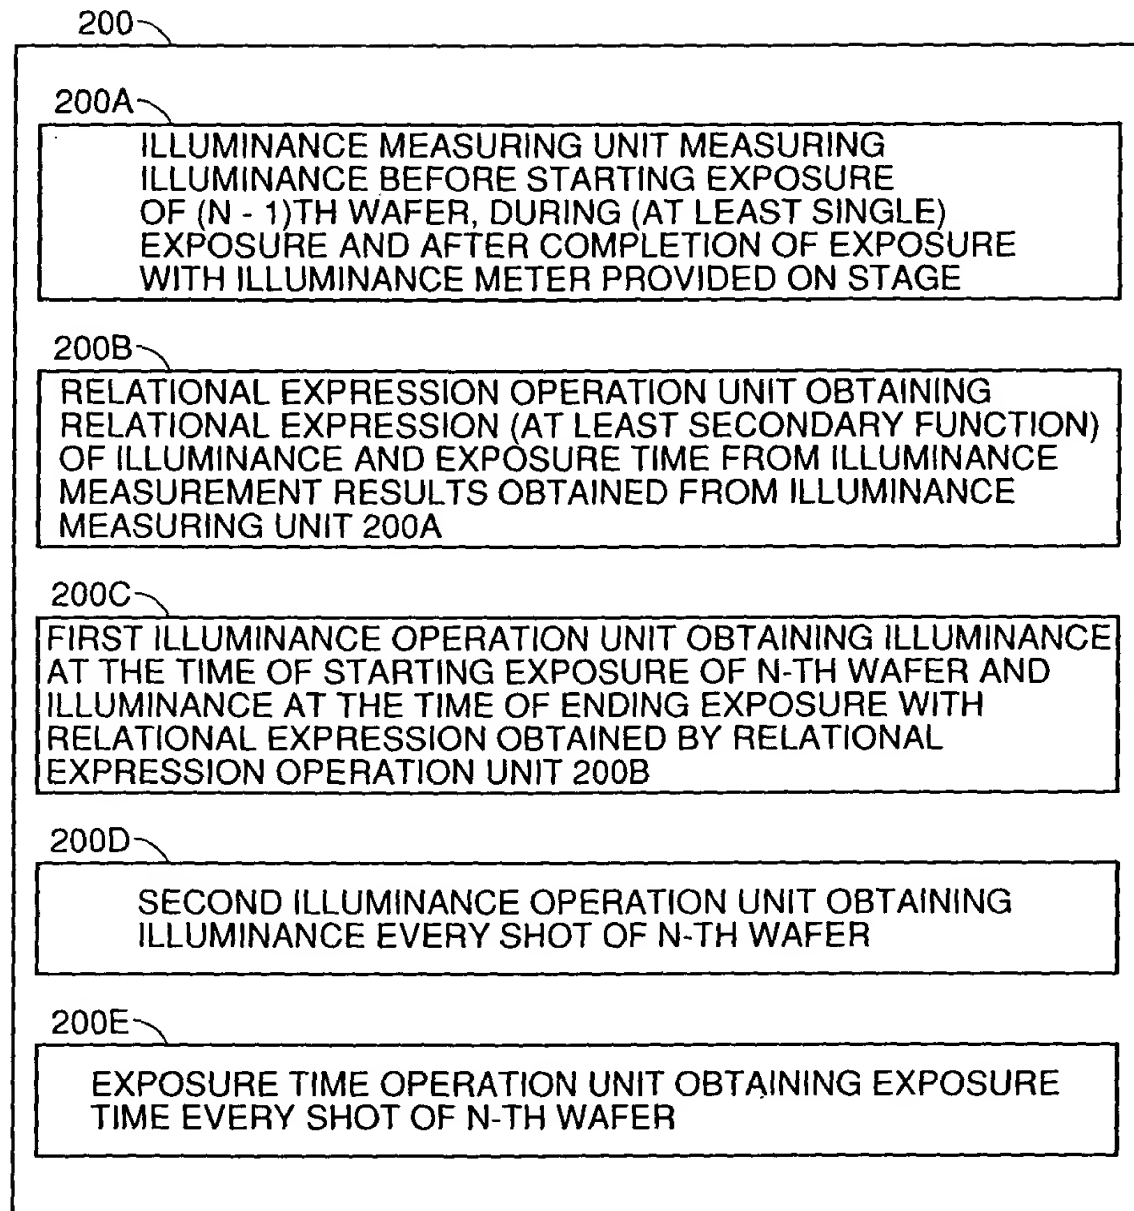 200
200A
ILLUMINANCE MEASURING UNIT MEASURING
ILLUMINANCE BEFORE STARTING EXPOSURE
OF (N - 1)TH WAFER, DURING (AT LEAST SINGLE)
EXPOSURE AND AFTER COMPLETION OF EXPOSURE
WITH ILLUMINANCE METER PROVIDED ON STAGE
200B
RELATIONAL EXPRESSION OPERATION UNIT OBTAINING
RELATIONAL EXPRESSION (AT LEAST SECONDARY FUNCTION)
OF ILLUMINANCE AND EXPOSURE TIME FROM ILLUMINANCE
MEASUREMENT RESULTS OBTAINED FROM ILLUMINANCE
MEASURING UNIT 200A
200C
FIRST ILLUMINANCE OPERATION UNIT OBTAINING ILLUMINANCE
AT THE TIME OF STARTING EXPOSURE OF N-TH WAFER AND
ILLUMINANCE AT THE TIME OF ENDING EXPOSURE WITH
RELATIONAL EXPRESSION OBTAINED BY RELATIONAL
EXPRESSION OPERATION UNIT 200B
200D
SECOND ILLUMINANCE OPERATION UNIT OBTAINING
ILLUMINANCE EVERY SHOT OF N-TH WAFER
200E
EXPOSURE TIME OPERATION UNIT OBTAINING EXPOSURE
TIME EVERY SHOT OF N-TH WAFER